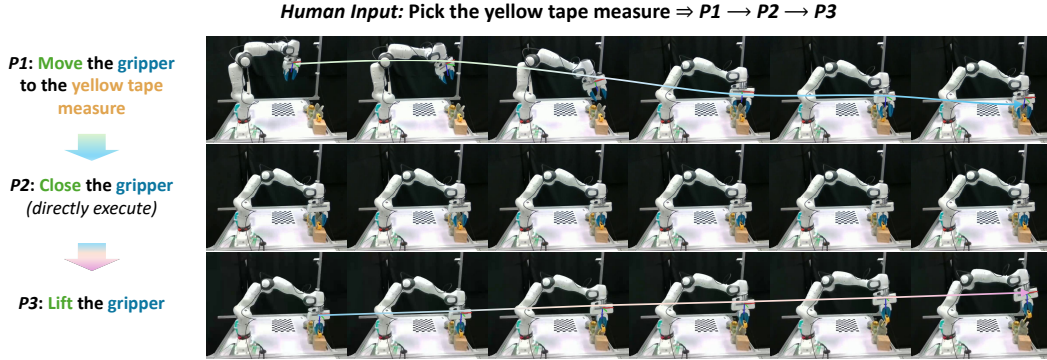 Human Input: Pick the yellow tape measure ⇒ P1 → P2 → P3
P1: Move the gripper
to the yellow tape
measure
P2: Close the gripper
(directly execute)
P3: Lift the gripper